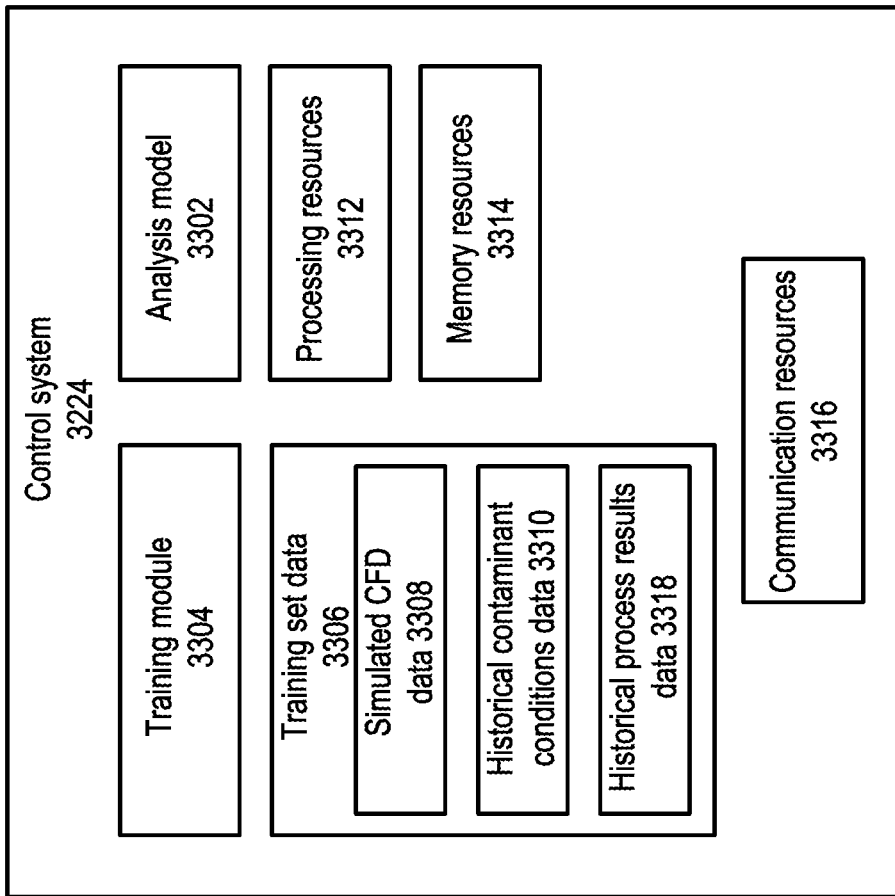 Control system
3224
Training module
3304
Analysis model
3302
Training set data
3306
Simulated CFD
data 3308
Historical contaminant
conditions data 3310
Historical process results
data 3318
Processing resources
3312
Memory resources
3314
Communication resources
3316